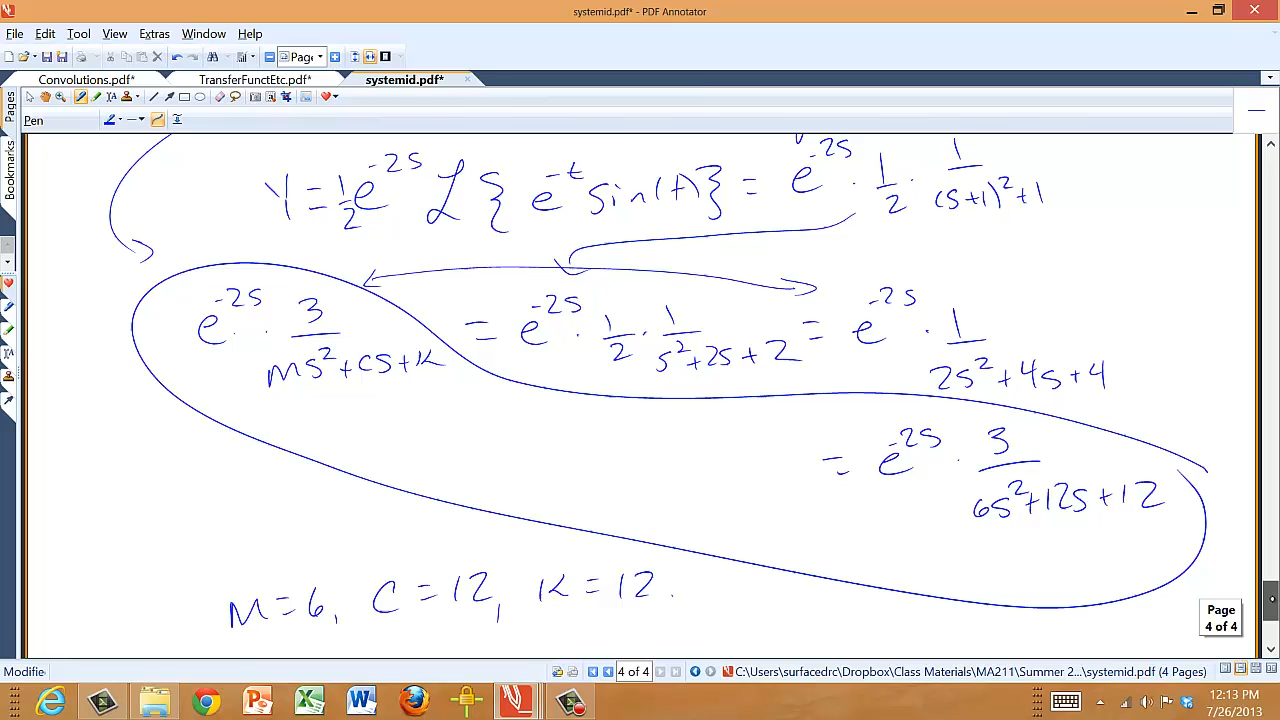 systemid.pdf* - PDF Annotator
File Edit Tool View Extras Window Help
Page
Convolutions.pdf* TransferFunctEtc.pdf* systemid.pdf*
Pen
Pages
Bookmarks
Y = 1/2 e^-2s ℒ{e^-t sin(t)} = e^-2s · 1/2 · 1/((s+1)^2+1)
e^-2s · 3/(ms^2+cs+k) = e^-2s · 1/2 · 1/(s^2+2s+2) = e^-2s · 1/(2s^2+4s+4)
= e^-2s · 3/(6s^2+12s+12)
M=6, C=12, K=12.
Page
4 of 4
Modifie 4 of 4 C:\Users\surfacedrc\Dropbox\Class Materials\MA211\Summer 2...\systemid.pdf (4 Pages)
12:13 PM
7/26/2013